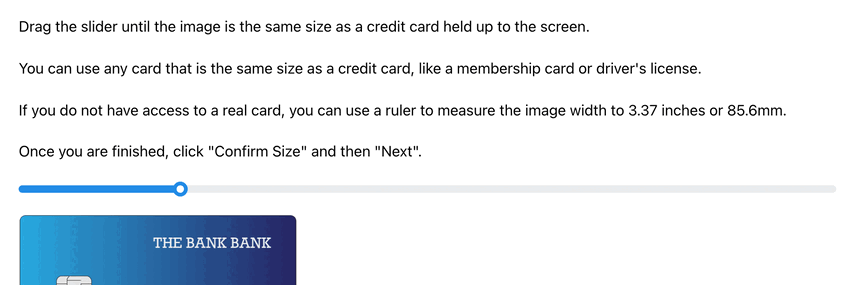 Drag the slider until the image is the same size as a credit card held up to the screen.
You can use any card that is the same size as a credit card, like a membership card or driver's license.
If you do not have access to a real card, you can use a ruler to measure the image width to 3.37 inches or 85.6mm.
Once you are finished, click "Confirm Size" and then "Next".
THE BANK BANK